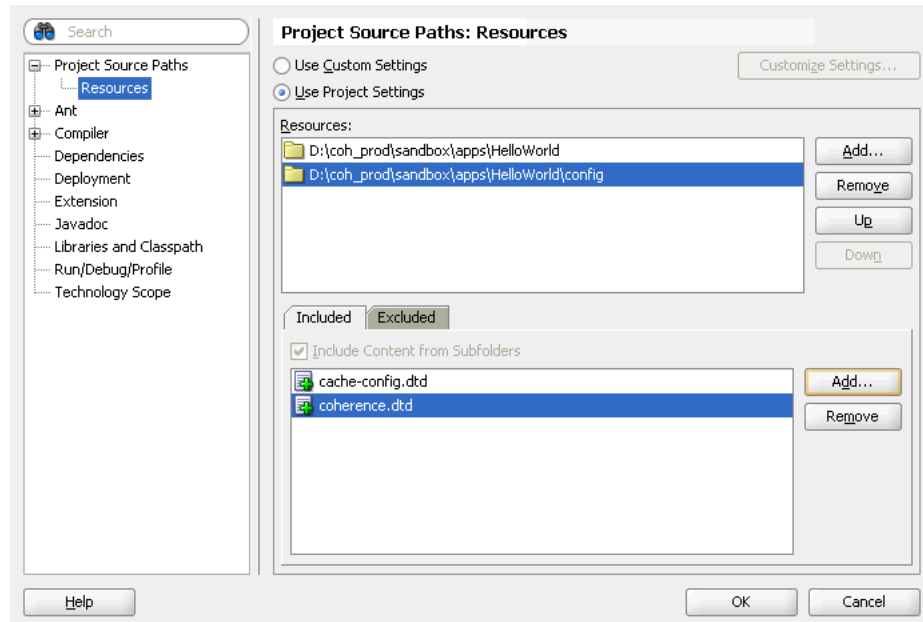 Search
Project Source Paths
Resources
Ant
Compiler
Dependencies
Deployment
Extension
Javadoc
Libraries and Classpath
Run/Debug/Profile
Technology Scope
Project Source Paths: Resources
Use Custom Settings
Customize Settings...
Use Project Settings
Resources:
D:\coh_prod\sandbox\apps\HelloWorld
D:\coh_prod\sandbox\apps\HelloWorld\config
Add...
Remove
Up
Down
Included
Excluded
Include Content from Subfolders
cache-config.dtd
coherence.dtd
Add...
Remove
Help
OK
Cancel